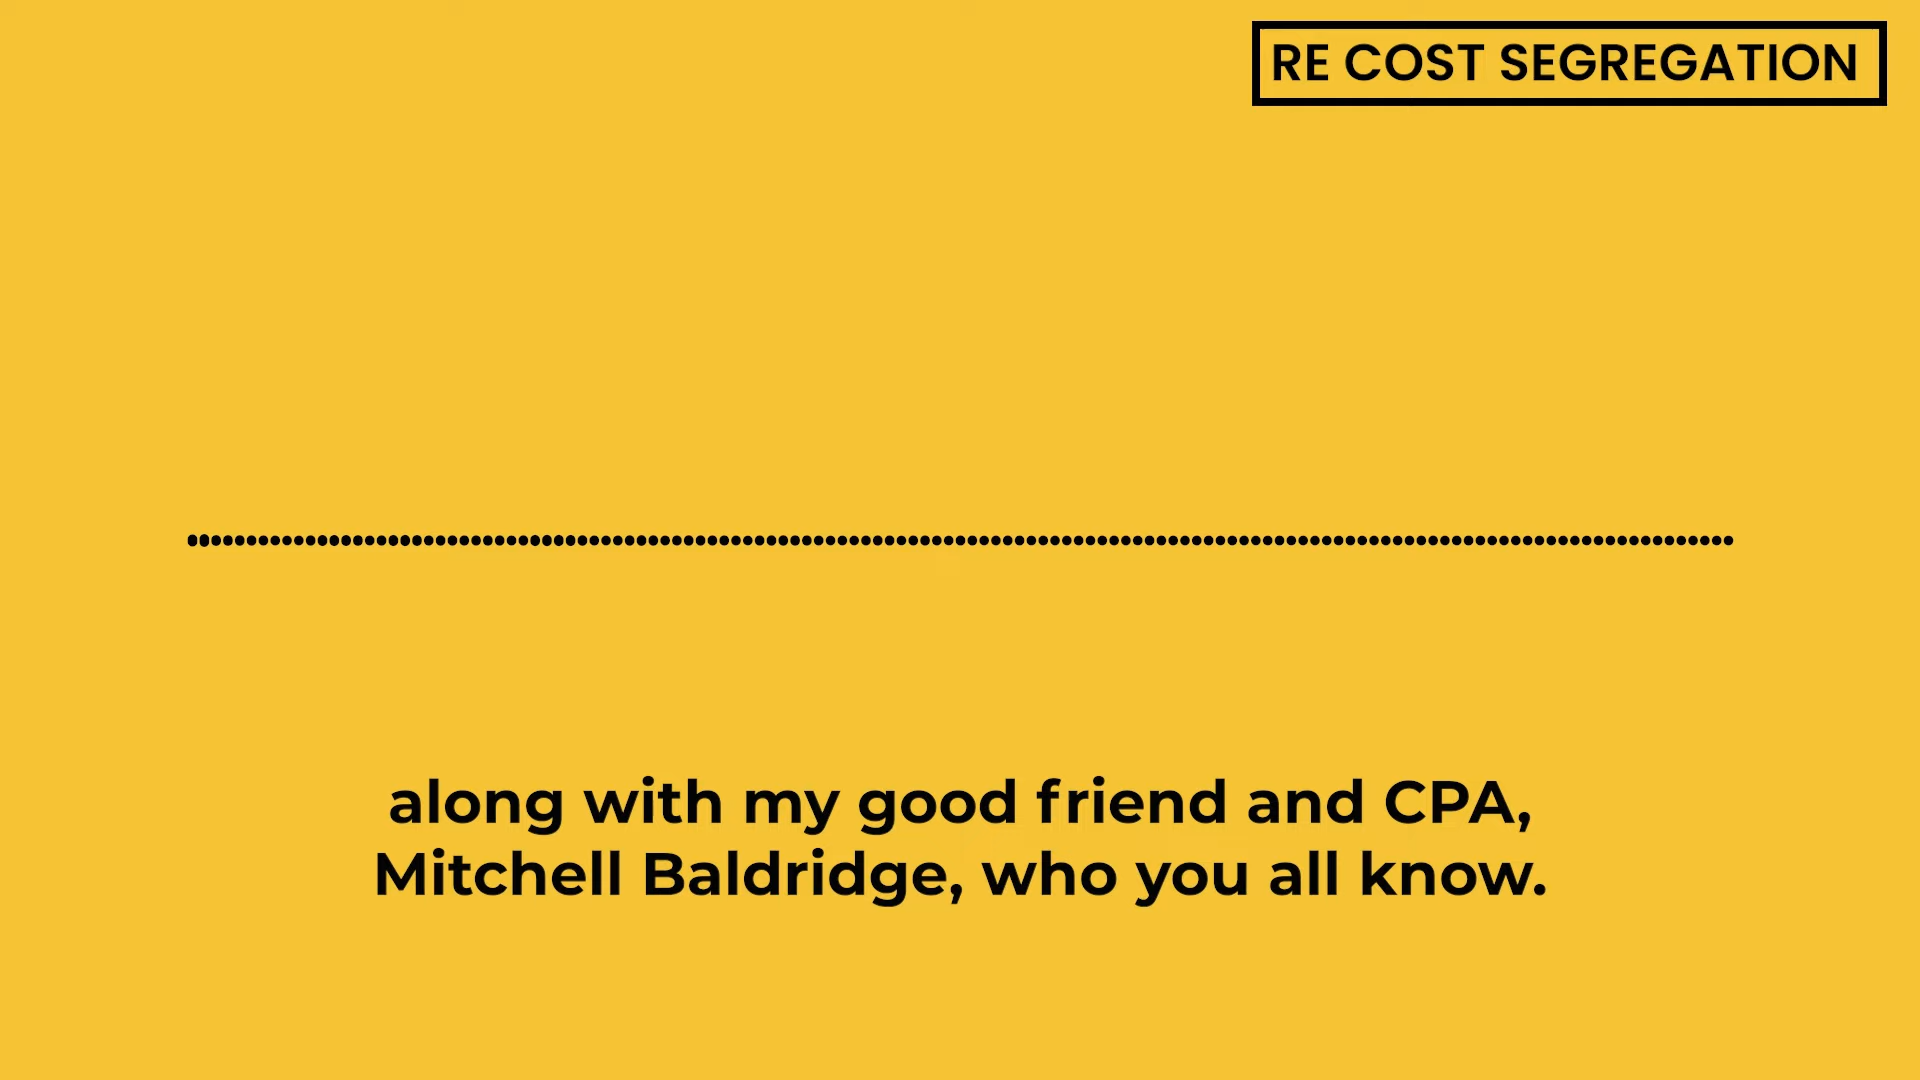 RE COST SEGREGATION
along with my good friend and CPA,
Mitchell Baldridge, who you all know.